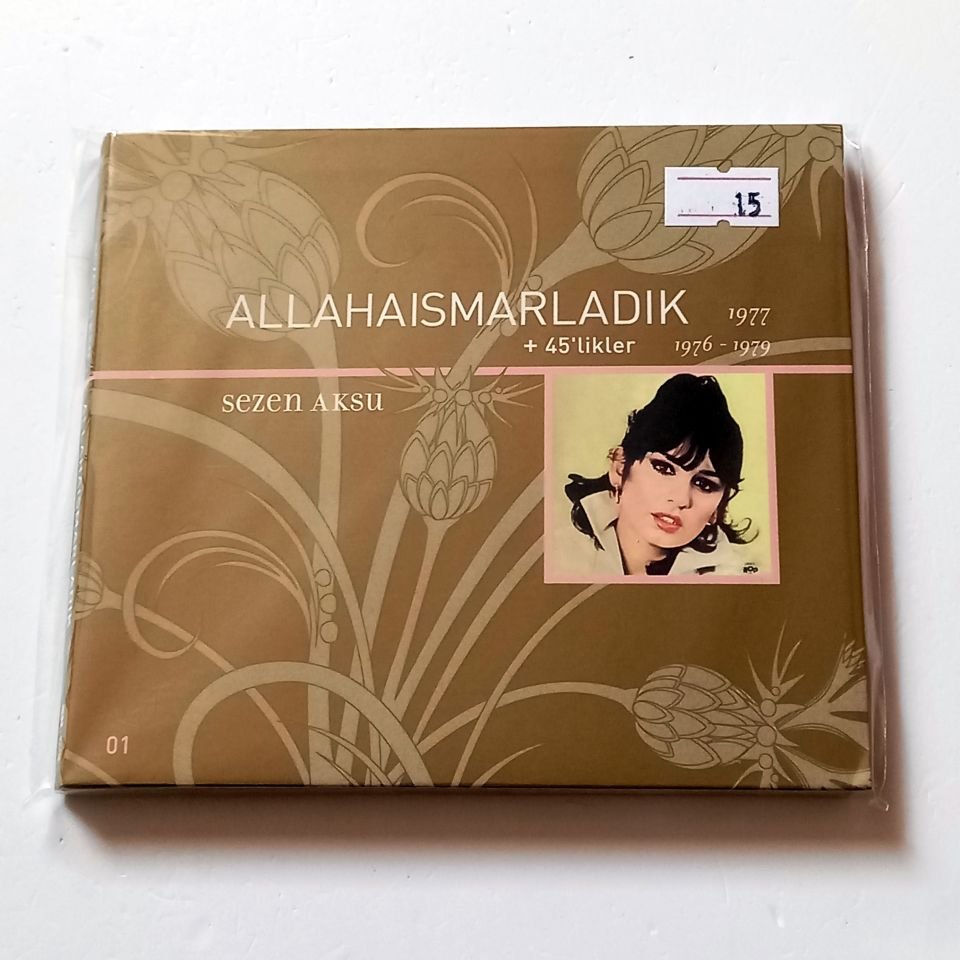 15
ALLAHAISMARLADIK 1977
+ 45'likler 1976 - 1979
sezen aksu
01